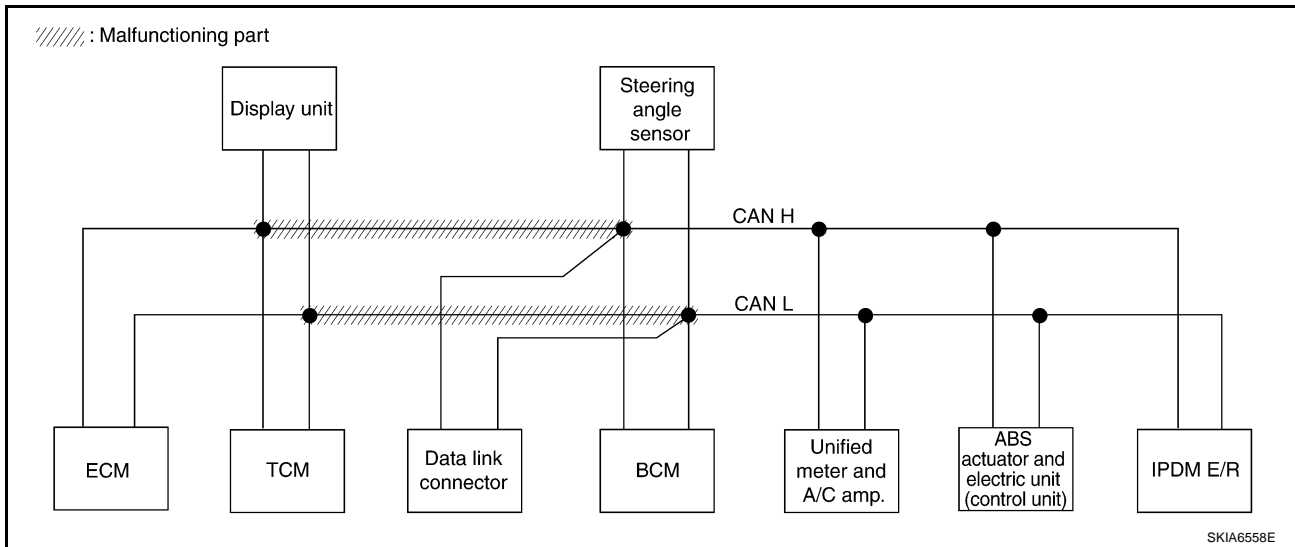 : Malfunctioning part
Display unit
Steering
angle
sensor
CAN H
CAN L
ECM
TCM
Data link
connector
BCM
Unified
meter and
A/C amp.
ABS
actuator and
electric unit
(control unit)
IPDM E/R
SKIA6558E